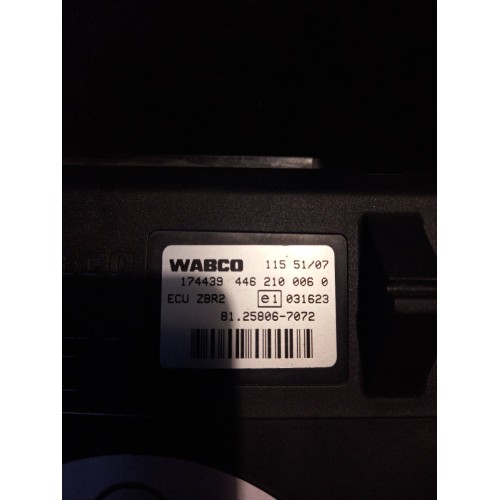 WABCO 115 51/07
174439 446 210 006 0
ECU ZBR2 e1 031623
81.25806-7072